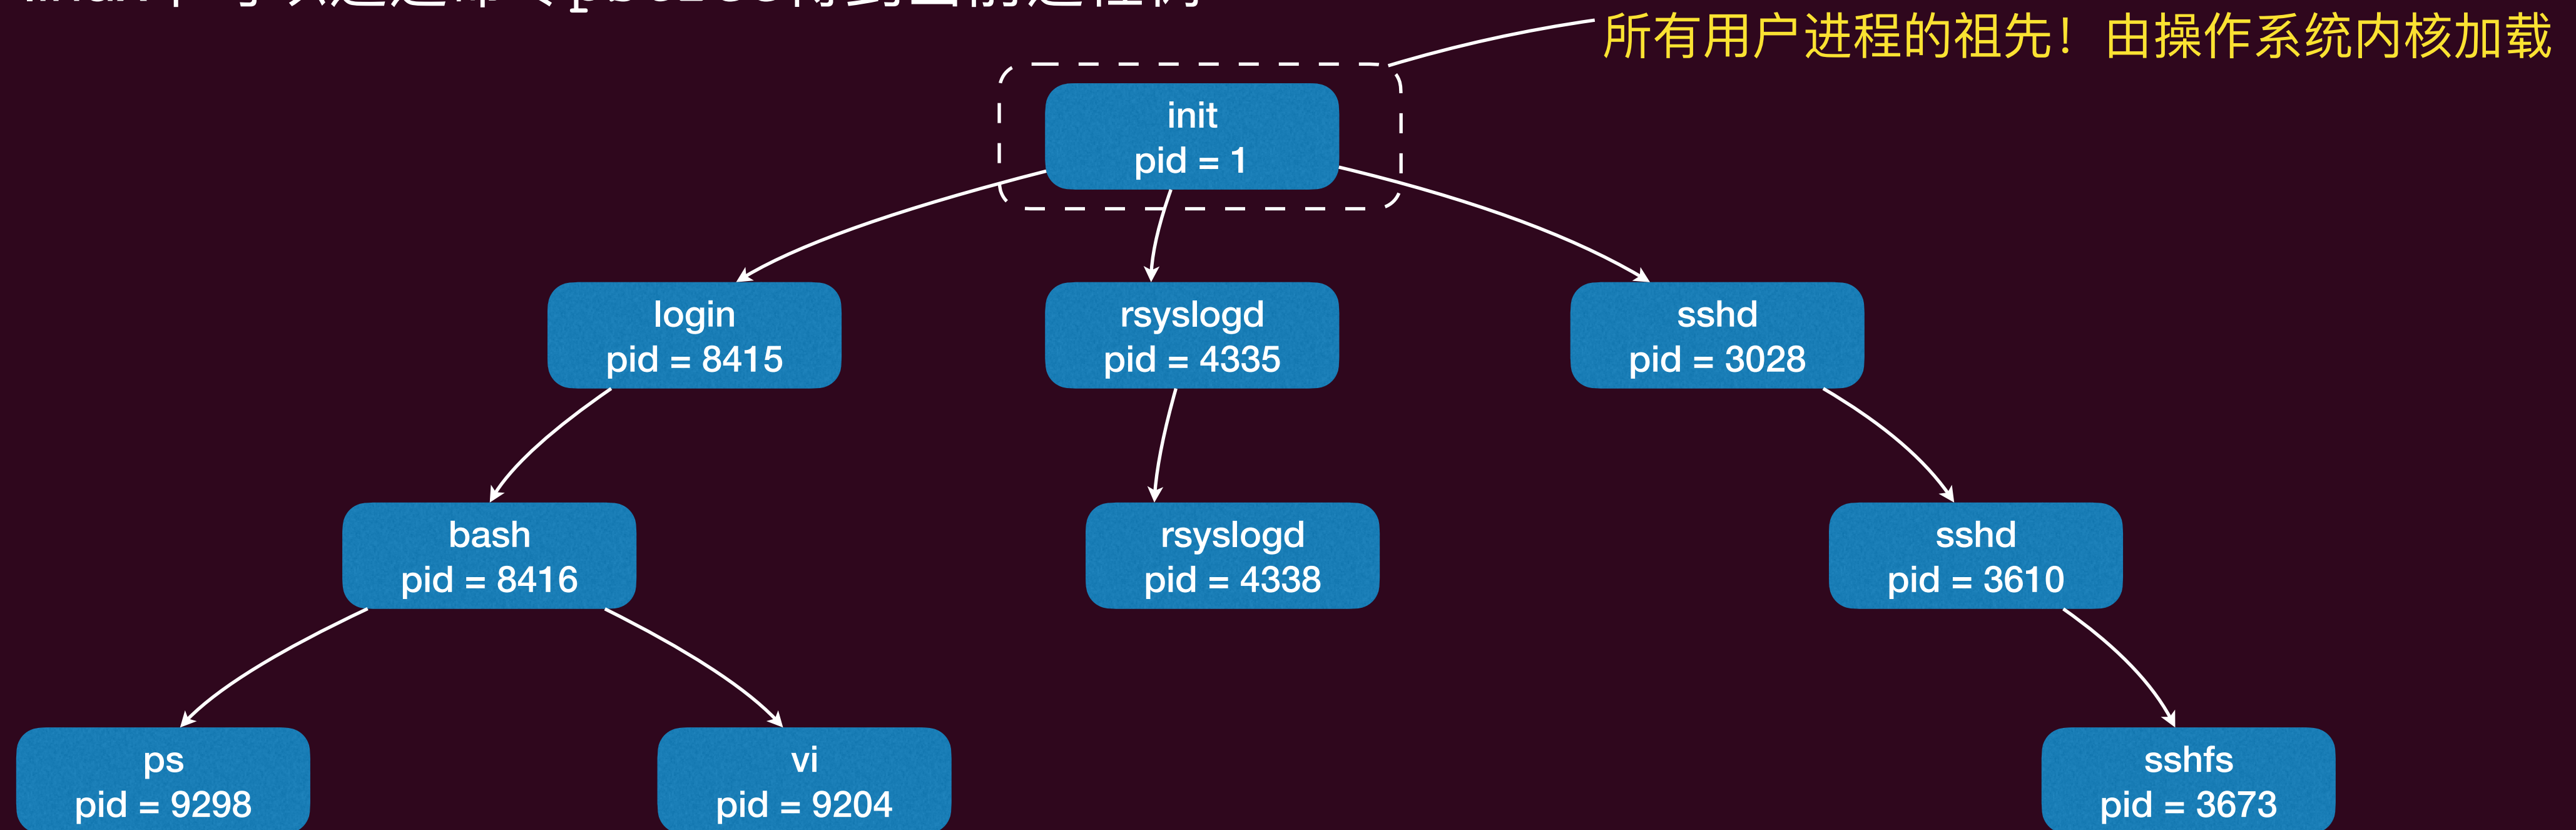 所有用户进程的祖先！由操作系统内核加载
init
pid = 1
login
pid = 8415
rsyslogd
pid = 4335
sshd
pid = 3028
bash
pid = 8416
rsyslogd
pid = 4338
sshd
pid = 3610
ps
pid = 9298
vi
pid = 9204
sshfs
pid = 3673